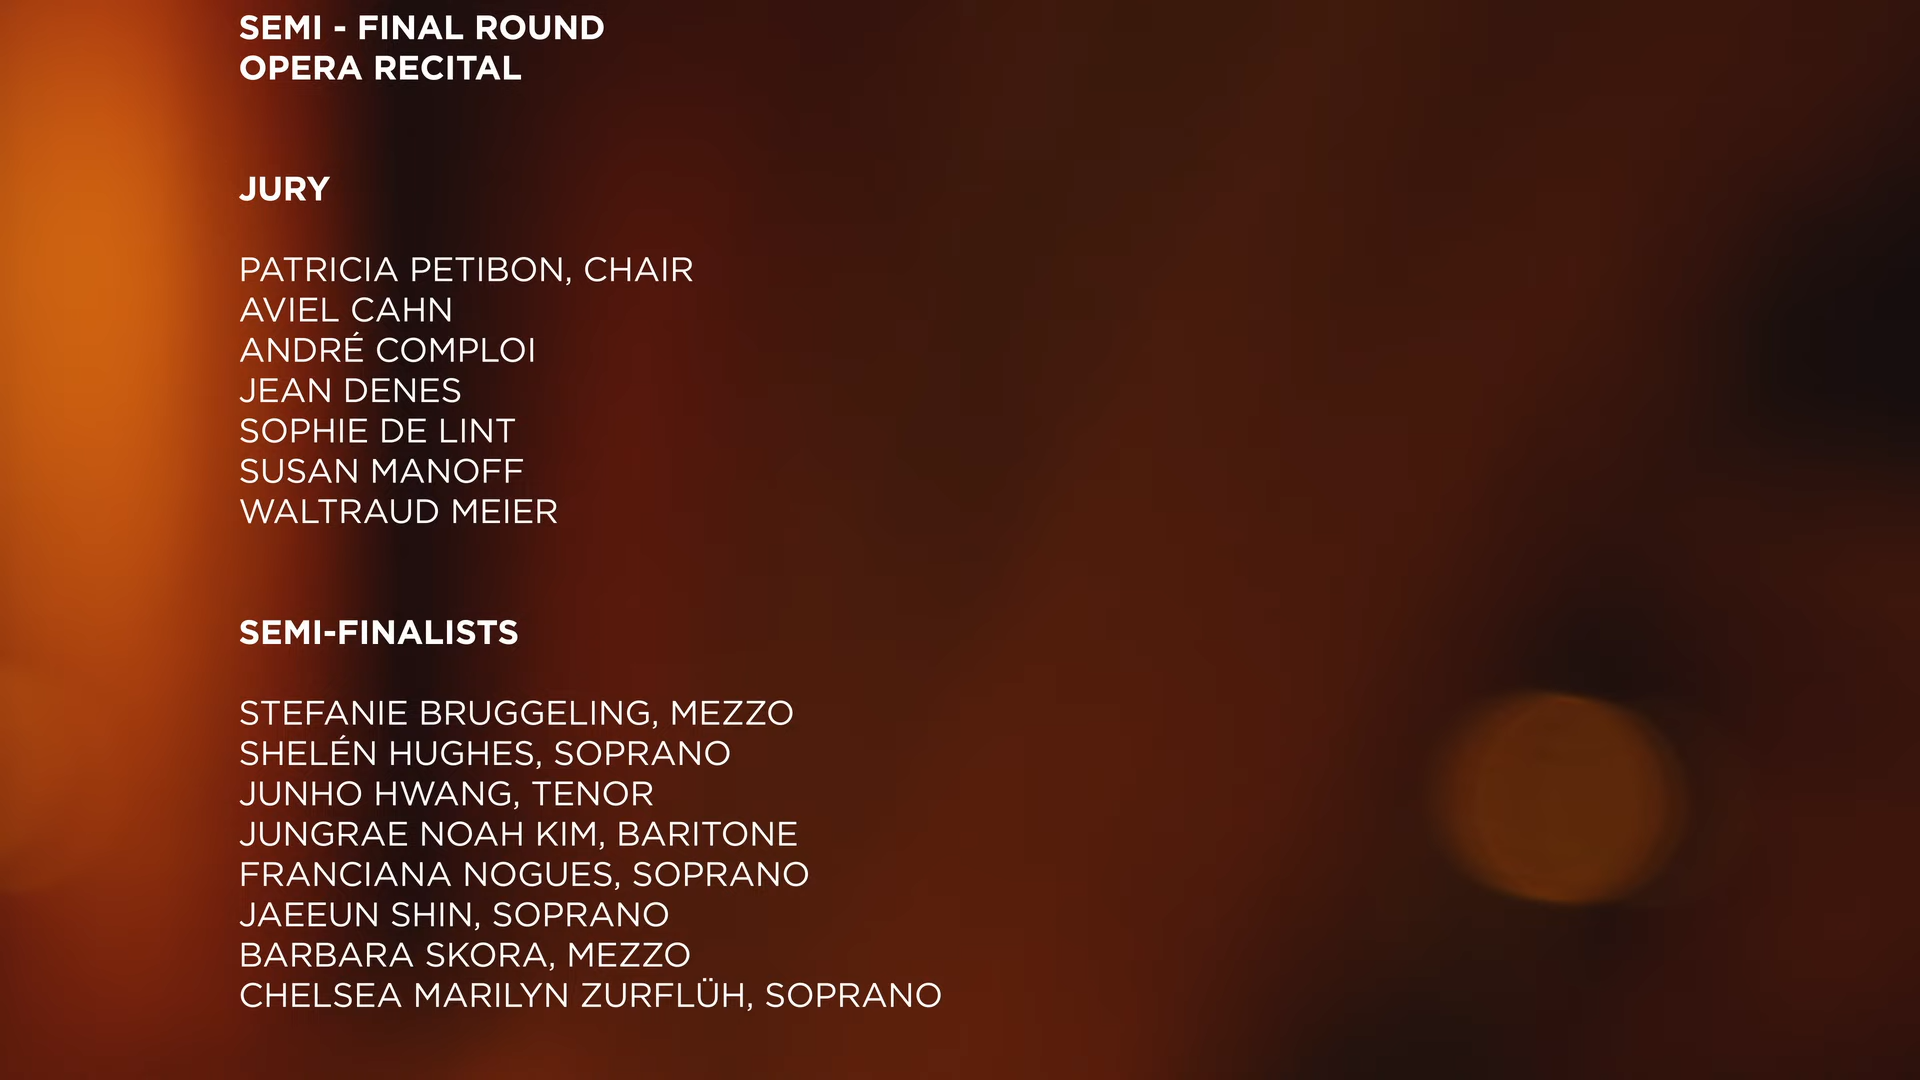 SEMI - FINAL ROUND
OPERA RECITAL
JURY
PATRICIA PETIBON, CHAIR
AVIEL CAHN
ANDRÉ COMPLOI
JEAN DENES
SOPHIE DE LINT
SUSAN MANOFF
WALTRAUD MEIER
SEMI-FINALISTS
STEFANIE BRUGGELING, MEZZO
SHELÉN HUGHES, SOPRANO
JUNHO HWANG, TENOR
JUNGRAE NOAH KIM, BARITONE
FRANCIANA NOGUES, SOPRANO
JAEEUN SHIN, SOPRANO
BARBARA SKORA, MEZZO
CHELSEA MARILYN ZURFLÜH, SOPRANO